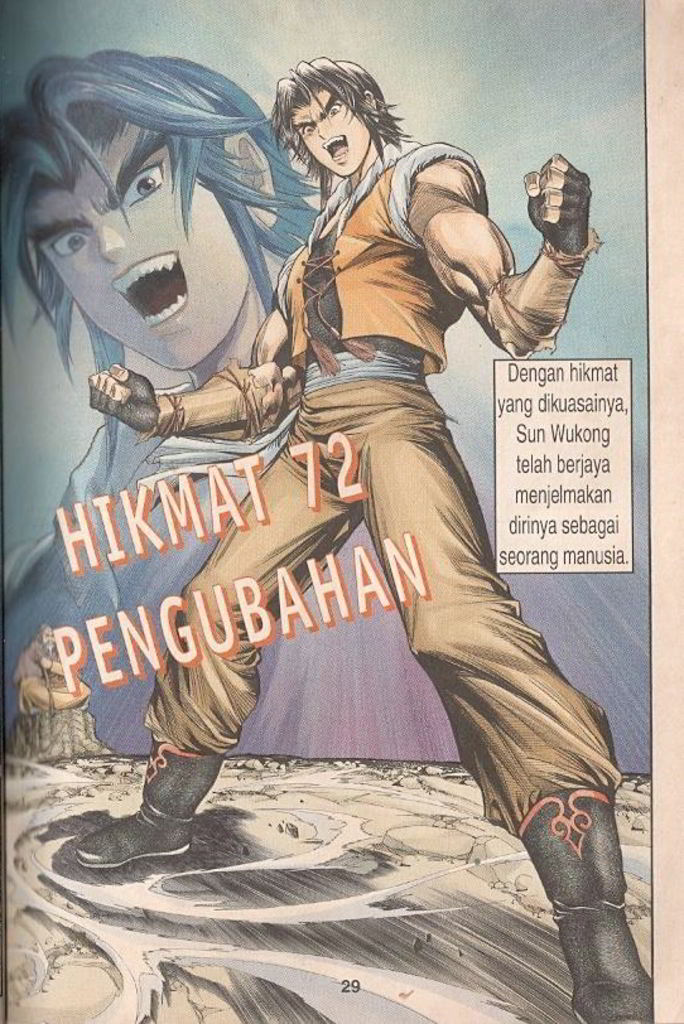 HIKMAT 72
PENGUBAHAN
Dengan hikmat
yang dikuasainya,
Sun Wukong
telah berjaya
menjelmakan
dirinya sebagai
seorang manusia.
29